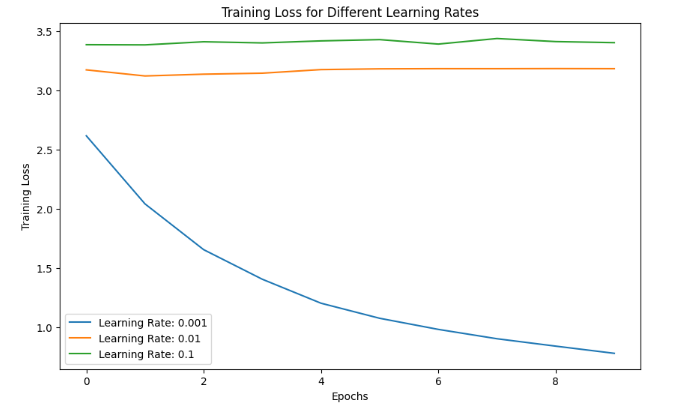 Training Loss for Different Learning Rates
3.5
3.0
2.5
2.0
1.5
1.0
Training Loss
Learning Rate: 0.001
Learning Rate: 0.01
Learning Rate: 0.1
0 2 4 6 8
Epochs